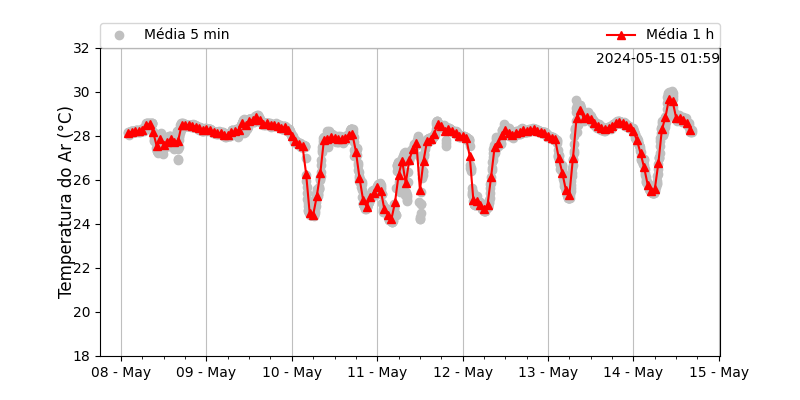 Média 5 min
Média 1 h
2024-05-15 01:59
Temperatura do Ar (°C)
32
30
28
26
24
22
20
18
08 - May
09 - May
10 - May
11 - May
12 - May
13 - May
14 - May
15 - May